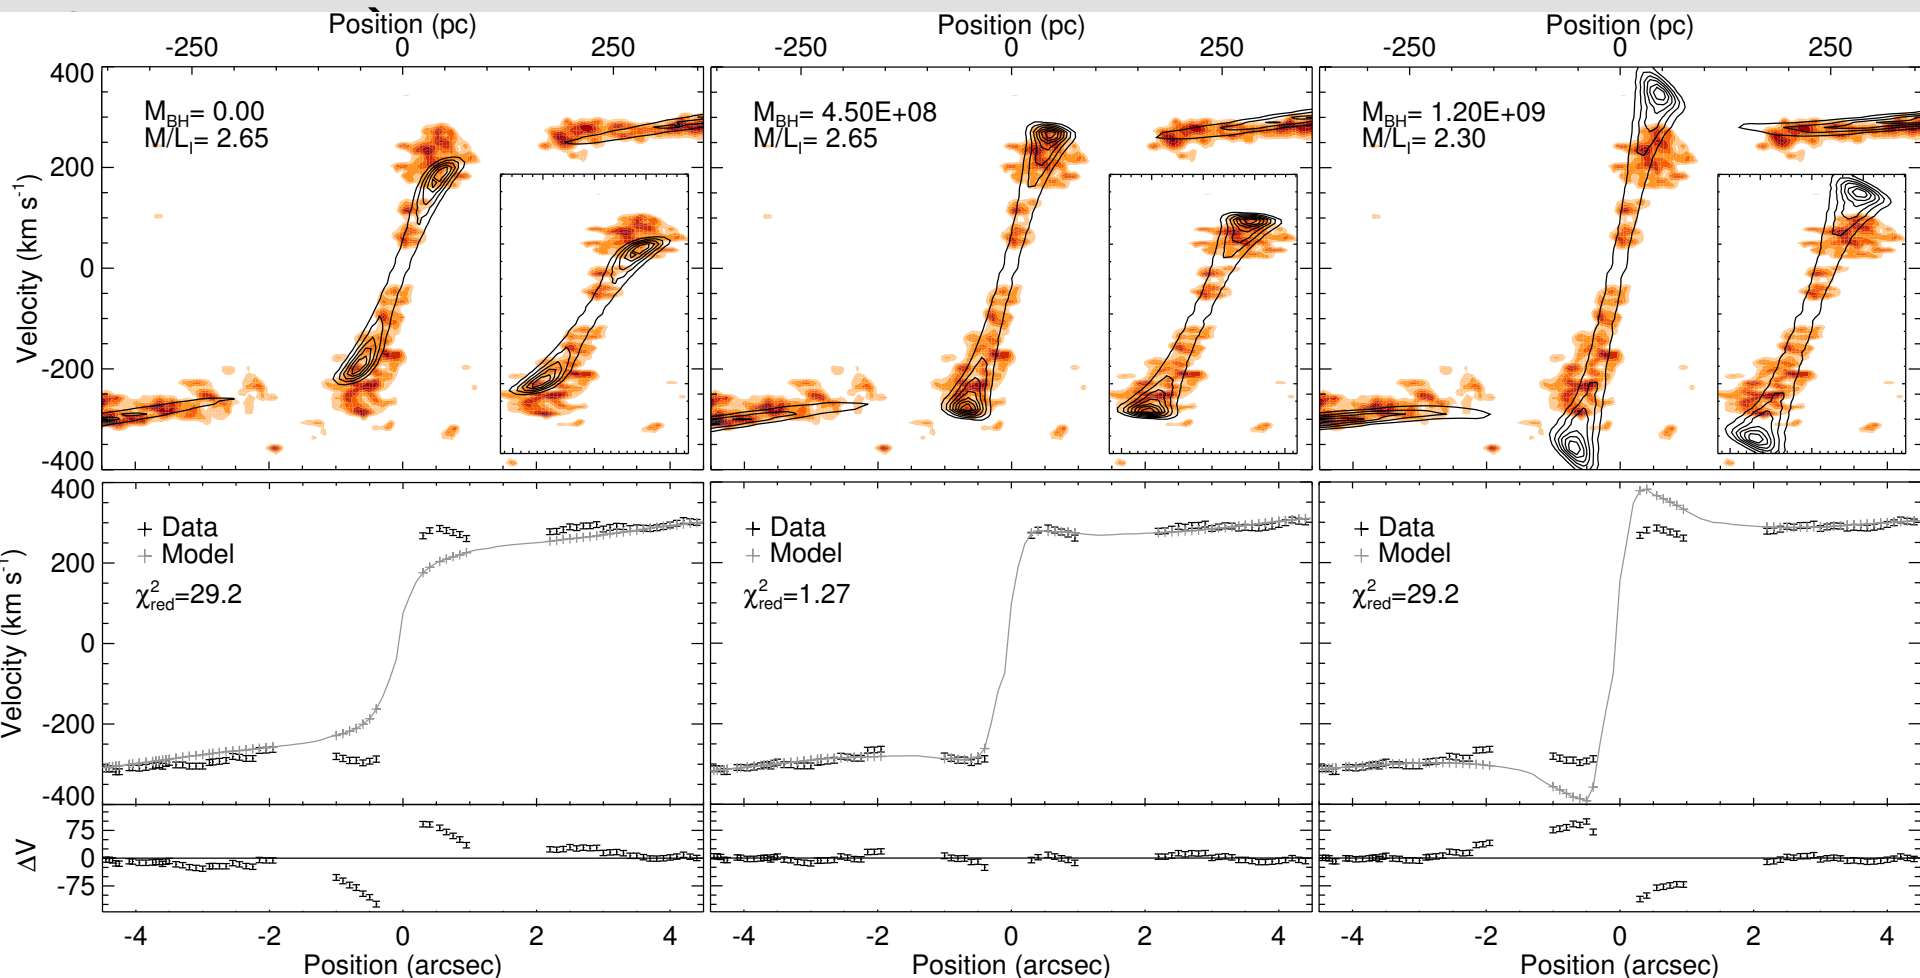 Position (pc) Position (pc) Position (pc)
-250 0 250 -250 0 250 -250 0 250
400
M_BH= 0.00 M_BH= 4.50E+08 M_BH= 1.20E+09
M/L_I= 2.65 M/L_I= 2.65 M/L_I= 2.30
200
Velocity (km s⁻¹)
0
-200
-400
400
+ Data + Data + Data
+ Model + Model + Model
200
χ²_red=29.2 χ²_red=1.27 χ²_red=29.2
Velocity (km s⁻¹)
0
-200
-400
75
ΔV
0
-75
-4 -2 0 2 4 -4 -2 0 2 4 -4 -2 0 2 4
Position (arcsec) Position (arcsec) Position (arcsec)